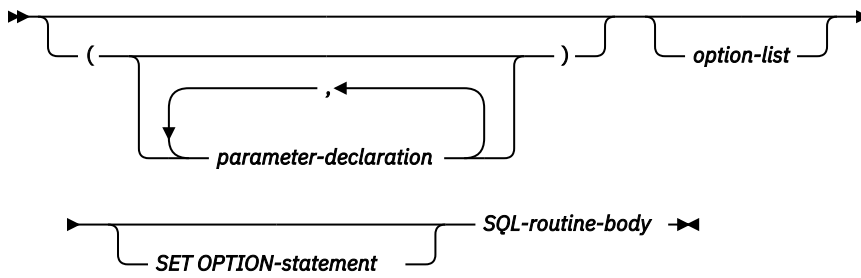 ( )
option-list
,
parameter-declaration
SQL-routine-body
SET OPTION-statement